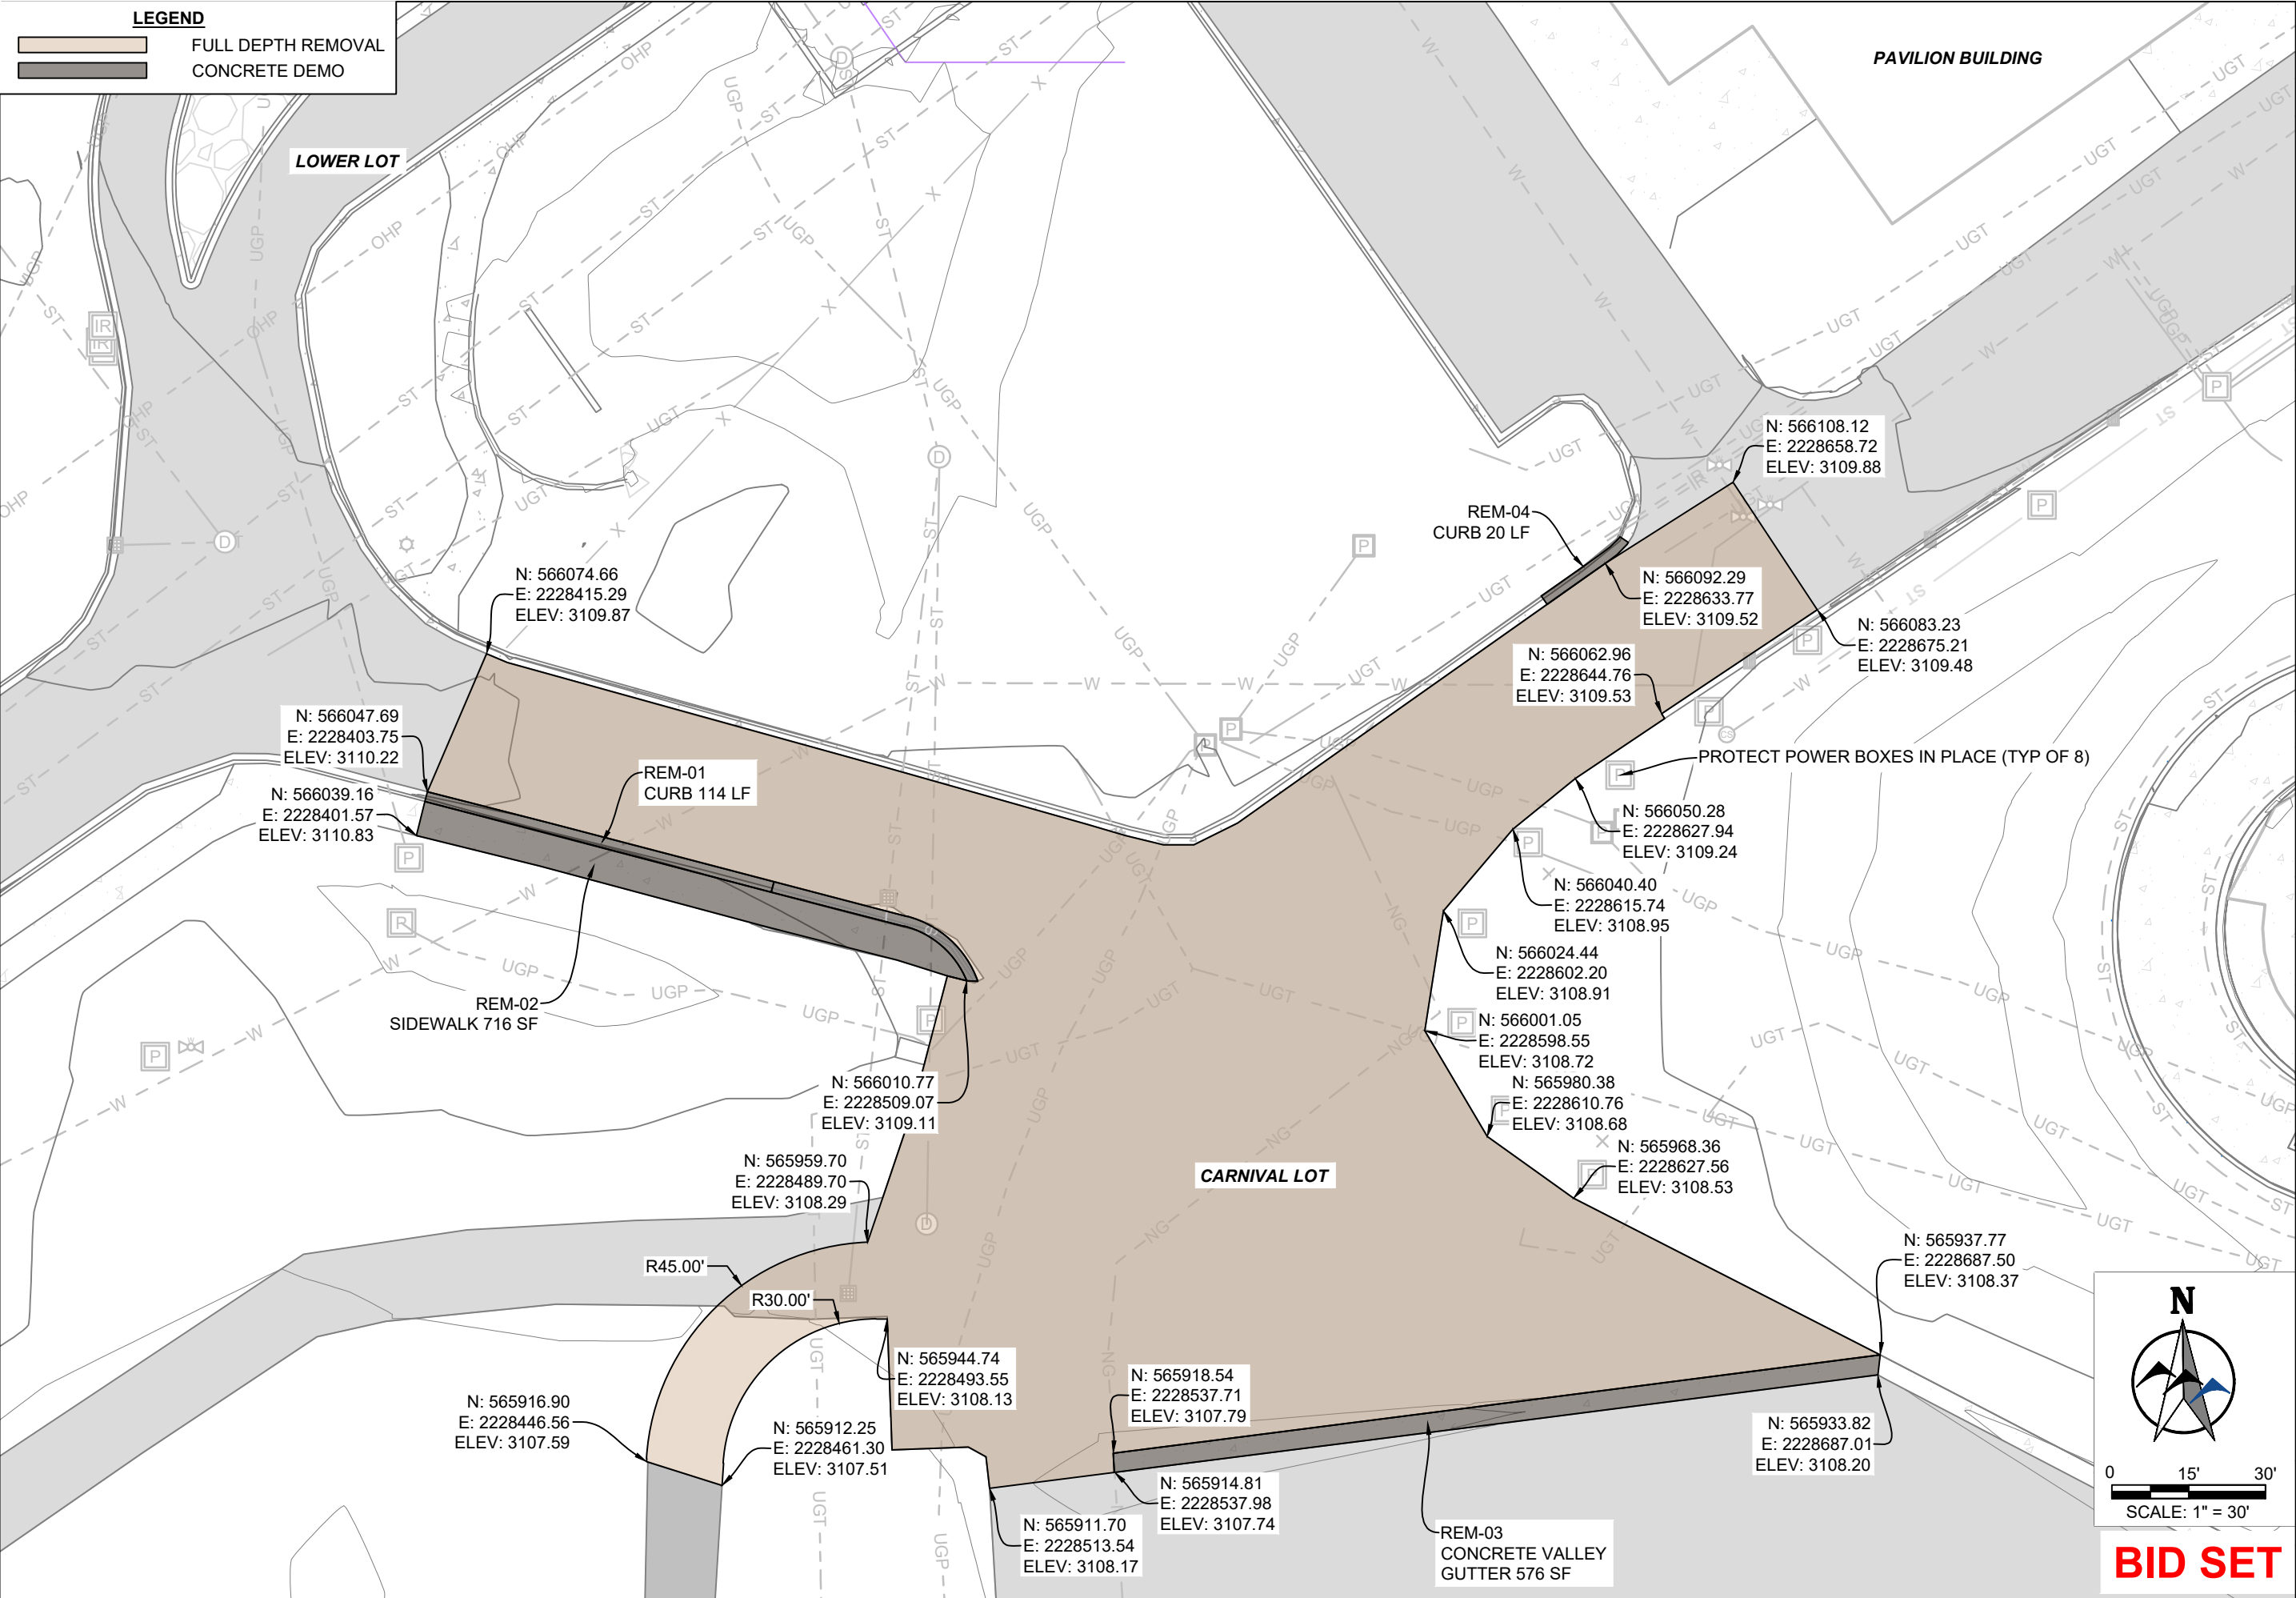 LEGEND
FULL DEPTH REMOVAL
CONCRETE DEMO
PAVILION BUILDING
LOWER LOT
N: 566108.12
E: 2228658.72
ELEV: 3109.88
REM-04
CURB 20 LF
N: 566074.66
E: 2228415.29
ELEV: 3109.87
N: 566092.29
E: 2228633.77
ELEV: 3109.52
N: 566083.23
E: 2228675.21
ELEV: 3109.48
N: 566062.96
E: 2228644.76
ELEV: 3109.53
N: 566047.69
E: 2228403.75
ELEV: 3110.22
REM-01
CURB 114 LF
PROTECT POWER BOXES IN PLACE (TYP OF 8)
N: 566039.16
E: 2228401.57
ELEV: 3110.83
N: 566050.28
E: 2228627.94
ELEV: 3109.24
N: 566040.40
E: 2228615.74
ELEV: 3108.95
N: 566024.44
E: 2228602.20
ELEV: 3108.91
REM-02
SIDEWALK 716 SF
N: 566001.05
E: 2228598.55
ELEV: 3108.72
N: 566010.77
E: 2228509.07
ELEV: 3109.11
N: 565980.38
E: 2228610.76
ELEV: 3108.68
N: 565968.36
E: 2228627.56
ELEV: 3108.53
CARNIVAL LOT
N: 565959.70
E: 2228489.70
ELEV: 3108.29
N: 565937.77
E: 2228687.50
ELEV: 3108.37
R45.00'
R30.00'
N: 565944.74
E: 2228493.55
ELEV: 3108.13
N: 565918.54
E: 2228537.71
ELEV: 3107.79
N: 565916.90
E: 2228446.56
ELEV: 3107.59
N: 565912.25
E: 2228461.30
ELEV: 3107.51
N: 565933.82
E: 2228687.01
ELEV: 3108.20
N: 565914.81
E: 2228537.98
ELEV: 3107.74
N: 565911.70
E: 2228513.54
ELEV: 3108.17
REM-03
CONCRETE VALLEY
GUTTER 576 SF
N
0 15' 30'
SCALE: 1" = 30'
BID SET